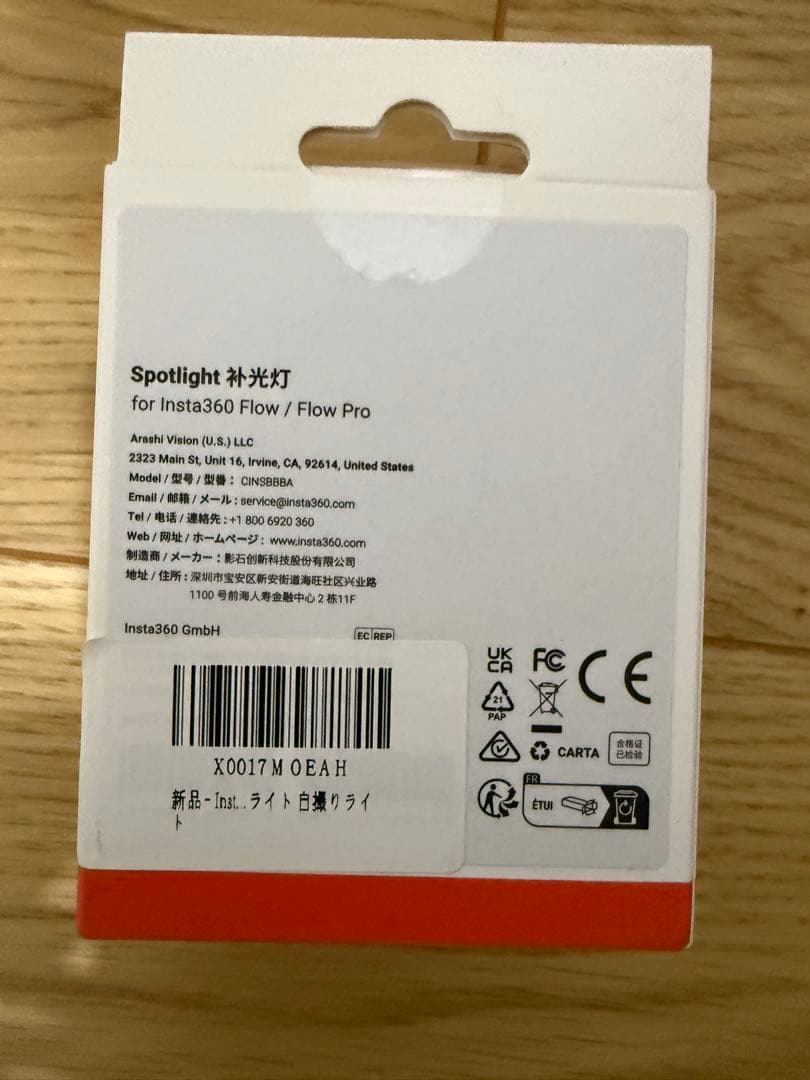 Spotlight 补光灯
for Insta360 Flow / Flow Pro
Arashi Vision (U.S.) LLC
2323 Main St, Unit 16, Irvine, CA, 92614, United States
Model / 型号 / 型番： CINSBBBA
Email / 邮箱 / メール : service@insta360.com
Tel / 电话 / 連絡先 : +1 800 6920 360
Web / 网址 / ホームページ : www.insta360.com
制造商 / メーカー : 影石创新科技股份有限公司
地址 / 住所 : 深圳市宝安区新安街道海旺社区兴业路
1100 号前海人寿金融中心 2 栋11F
Insta360 GmbH
EC REP
X0017M0EAH
新品 - Inst...ライト 自撮りライ
ト
UK
CA
FC
CE
21
PAP
CARTA
合格证
已检验
FR
ÉTUI